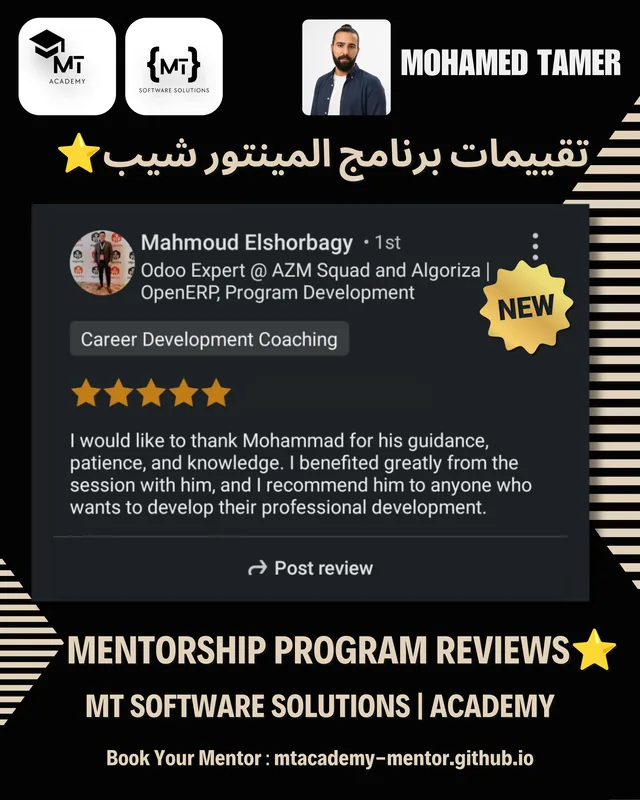 MT
ACADEMY
{MT}
SOFTWARE SOLUTIONS
MOHAMED TAMER
تقييمات برنامج المينتور شيب⭐
Mahmoud Elshorbagy • 1st
Odoo Expert @ AZM Squad and Algoriza |
OpenERP, Program Development
NEW
Career Development Coaching
I would like to thank Mohammad for his guidance,
patience, and knowledge. I benefited greatly from the
session with him, and I recommend him to anyone who
wants to develop their professional development.
Post review
MENTORSHIP PROGRAM REVIEWS⭐
MT SOFTWARE SOLUTIONS | ACADEMY
Book Your Mentor : mtacademy-mentor.github.io